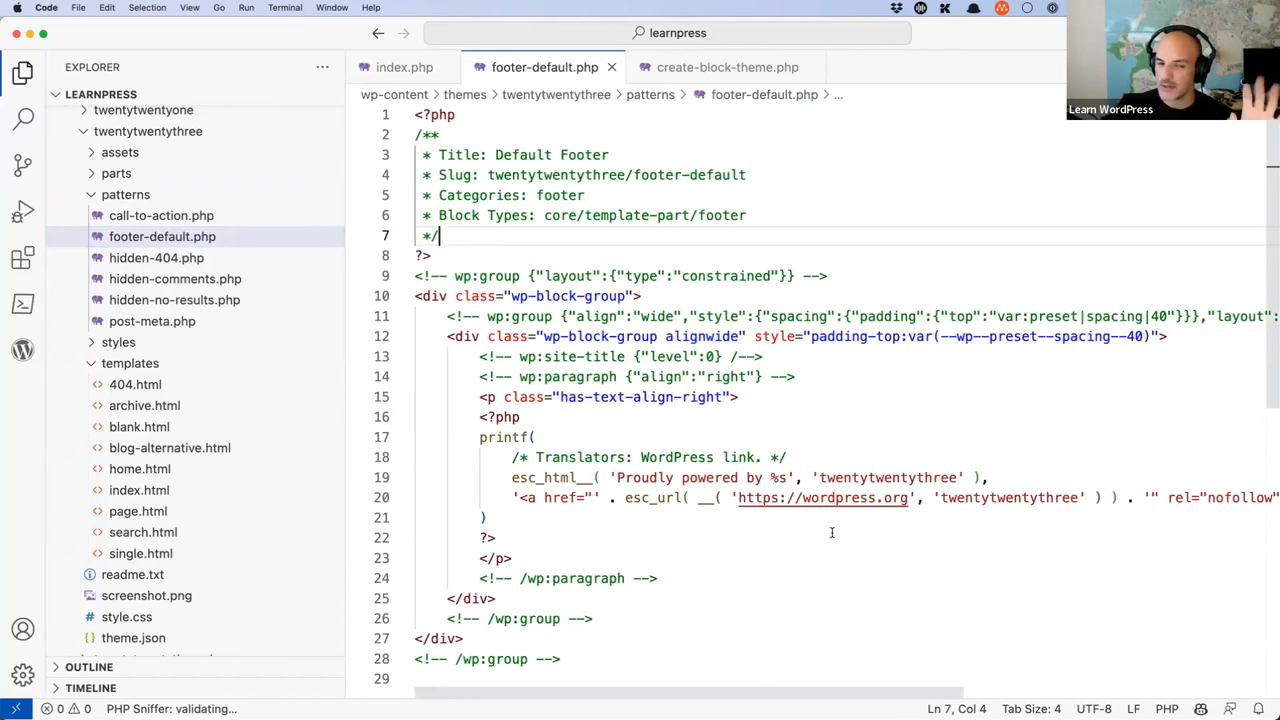 Code File Edit Selection View Go Run Terminal Window Help
learnpress
EXPLORER
LEARNPRESS
twentytwentyone
twentytwentythree
assets
parts
patterns
call-to-action.php
footer-default.php
hidden-404.php
hidden-comments.php
hidden-no-results.php
post-meta.php
styles
templates
404.html
archive.html
blank.html
blog-alternative.html
home.html
index.html
page.html
search.html
single.html
readme.txt
screenshot.png
style.css
theme.json
OUTLINE
TIMELINE
index.php footer-default.php create-block-theme.php
wp-content > themes > twentytwentythree > patterns > footer-default.php > ...
1 <?php
2 /**
3 * Title: Default Footer
4 * Slug: twentytwentythree/footer-default
5 * Categories: footer
6 * Block Types: core/template-part/footer
7 */
8 ?>
9 <!-- wp:group {"layout":{"type":"constrained"}} -->
10 <div class="wp-block-group">
11 <!-- wp:group {"align":"wide","style":{"spacing":{"padding":{"top":"var:preset|spacing|40"}}},"layout":
12 <div class="wp-block-group alignwide" style="padding-top:var(--wp--preset--spacing--40)">
13 <!-- wp:site-title {"level":0} /-->
14 <!-- wp:paragraph {"align":"right"} -->
15 <p class="has-text-align-right">
16 <?php
17 printf(
18 /* Translators: WordPress link. */
19 esc_html__( 'Proudly powered by %s', 'twentytwentythree' ),
20 '<a href="' . esc_url( __( 'https://wordpress.org', 'twentytwentythree' ) ) . '" rel="nofollow"
21 )
22 ?>
23 </p>
24 <!-- /wp:paragraph -->
25 </div>
26 <!-- /wp:group -->
27 </div>
28 <!-- /wp:group -->
29
Learn WordPress
0 0 PHP Sniffer: validating... Ln 7, Col 4 Tab Size: 4 UTF-8 LF PHP